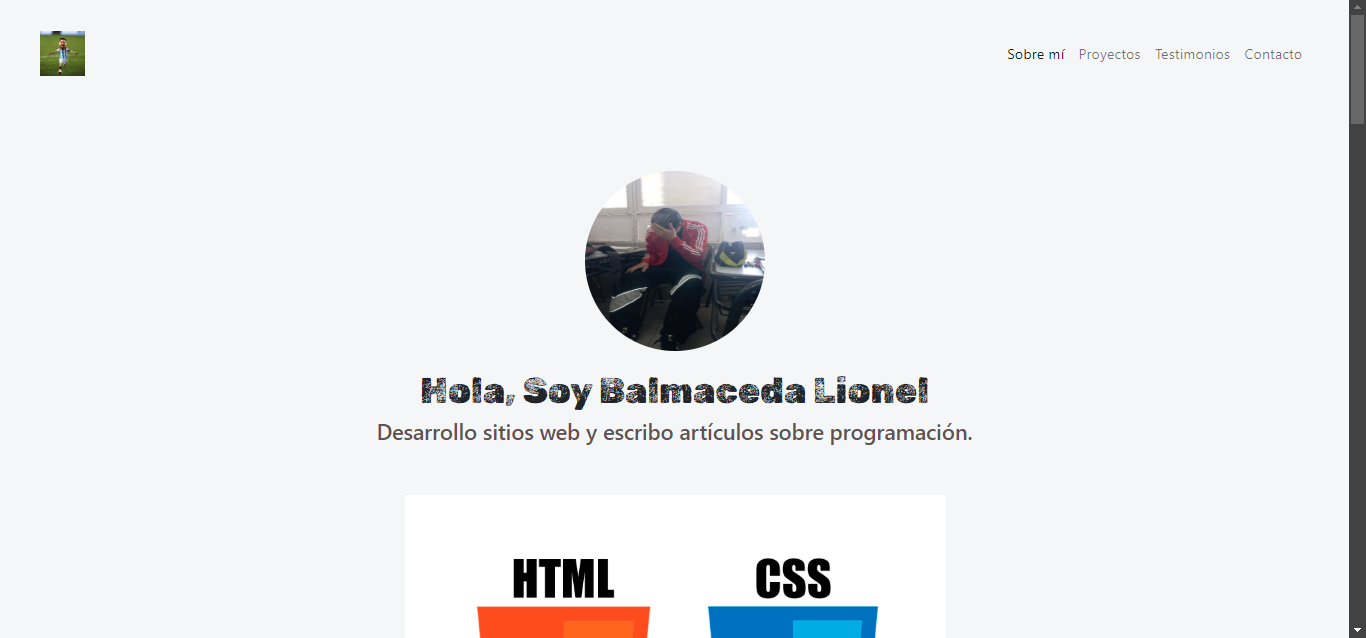 Sobre mí Proyectos Testimonios Contacto
Hola, Soy Balmaceda Lionel
Desarrollo sitios web y escribo artículos sobre programación.
HTML CSS